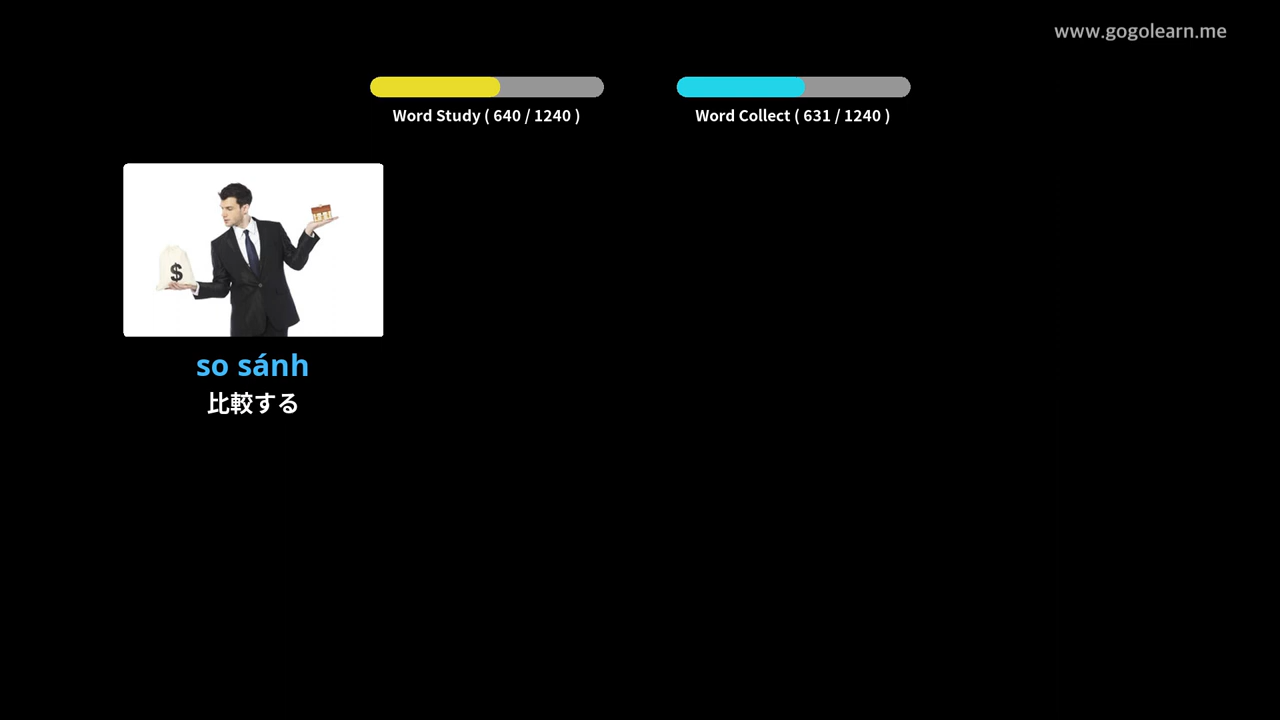 www.gogolearn.me
Word Study ( 640 / 1240 )
Word Collect ( 631 / 1240 )
$
so sánh
比較する